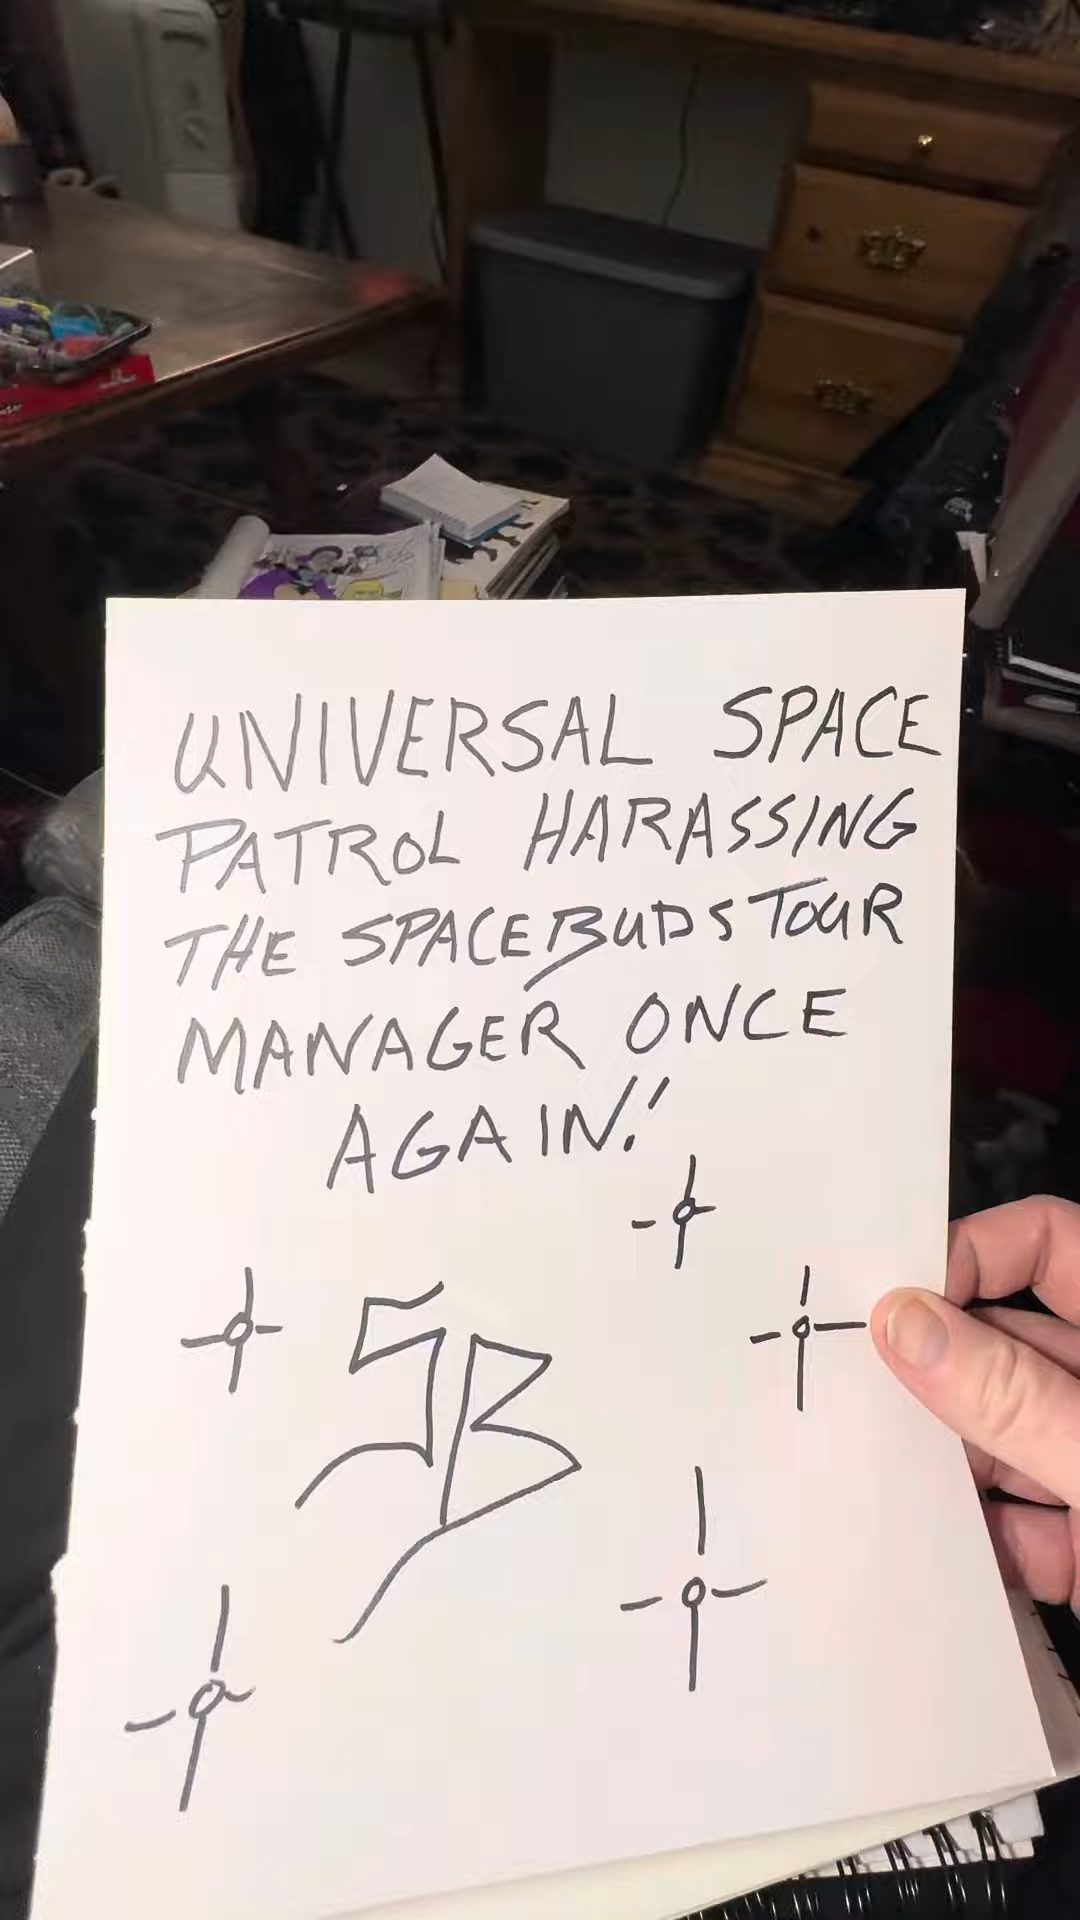 UNIVERSAL SPACE
PATROL HARASSING
THE SPACEBUDS TOUR
MANAGER ONCE
AGAIN!
SB